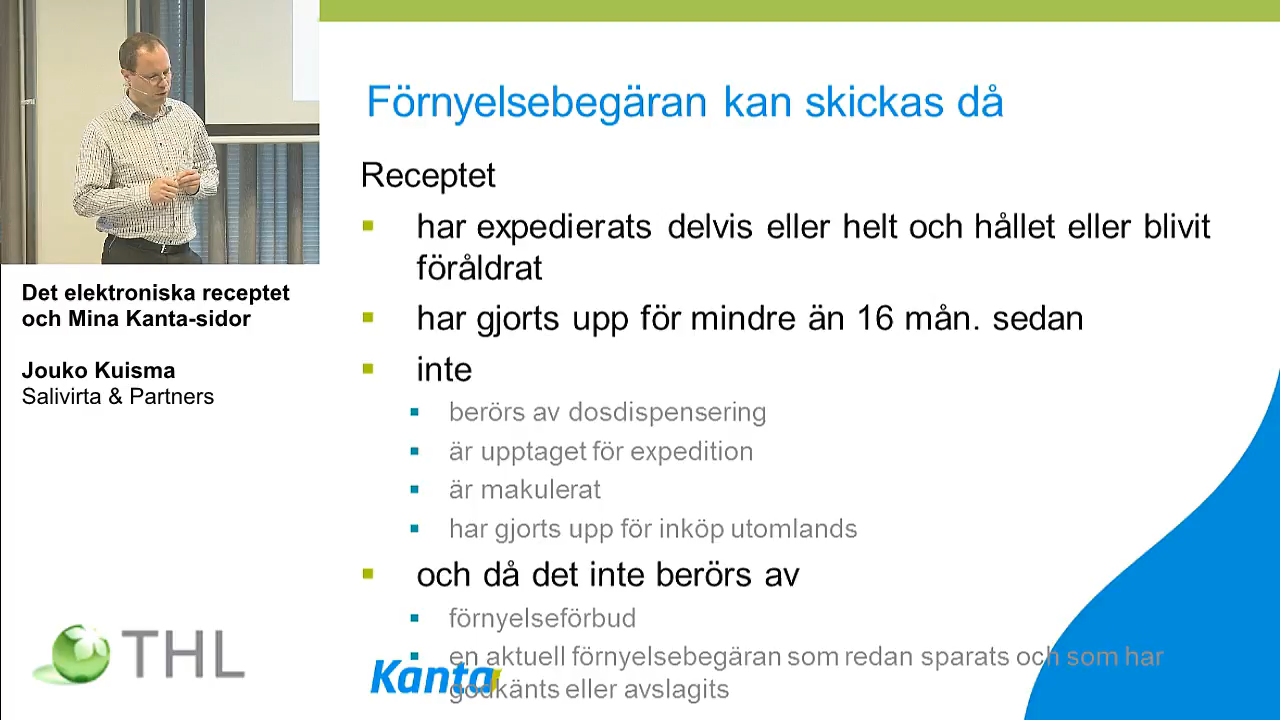 Förnyelsebegäran kan skickas då
Receptet
har expedierats delvis eller helt och hållet eller blivit
föråldrat
har gjorts upp för mindre än 16 mån. sedan
inte
berörs av dosdispensering
är upptaget för expedition
är makulerat
har gjorts upp för inköp utomlands
och då det inte berörs av
förnyelseförbud
en aktuell förnyelsebegäran som redan sparats och som har
godkänts eller avslagits
Det elektroniska receptet
och Mina Kanta-sidor
Jouko Kuisma
Salivirta & Partners
THL
Kanta